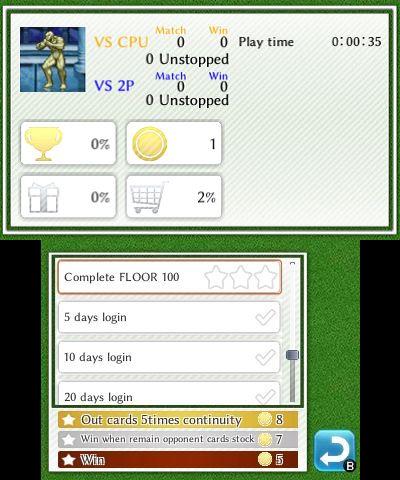 Match Win
VS CPU 0 0 Play time 0:00:35
0 Unstopped
Match Win
VS 2P 0 0
0 Unstopped
0% 1
0% 2%
Complete FLOOR 100
5 days login
10 days login
20 days login
Out cards 5times continuity 8
Win when remain opponent cards stock 7
Win 5
B